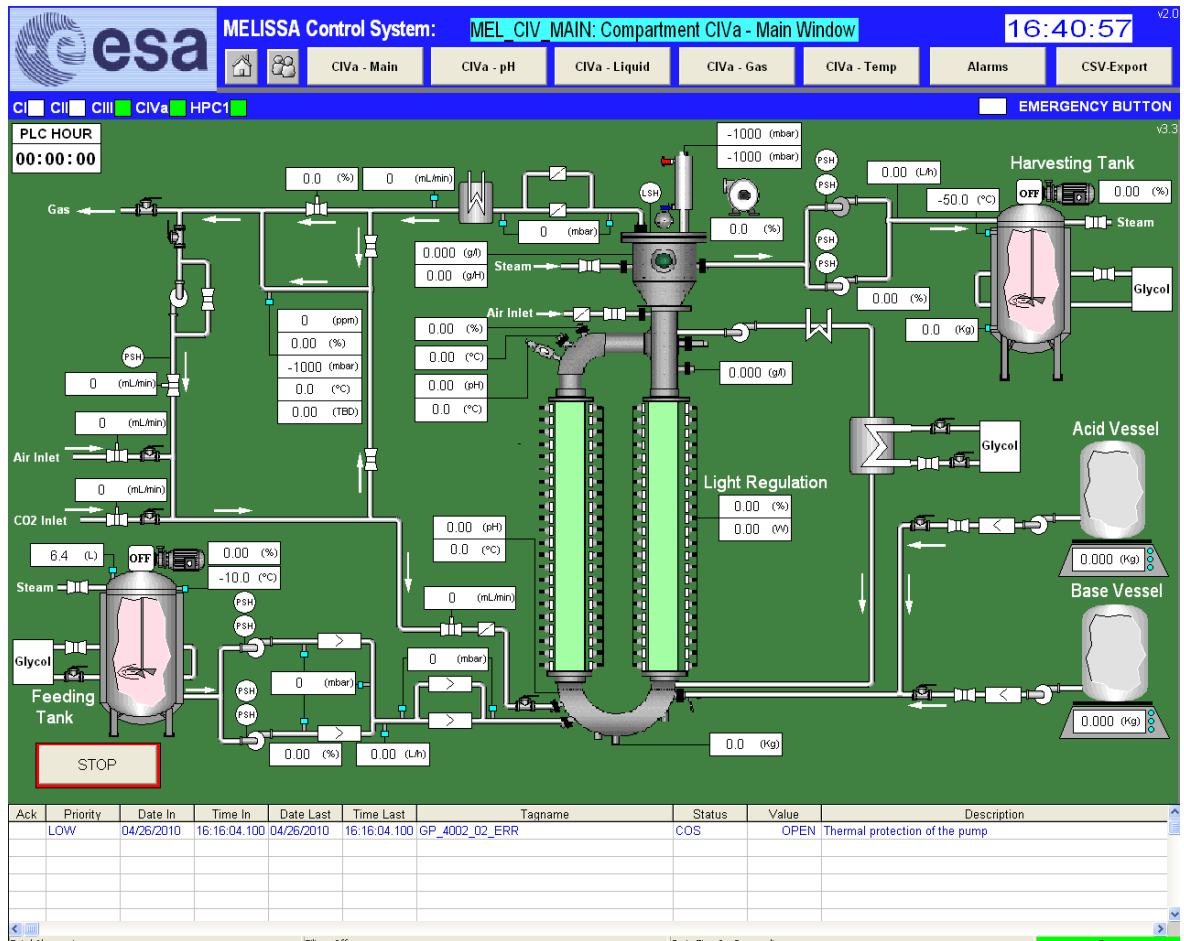 v2.0
esa
MELISSA Control System:
MEL_CIV_MAIN: Compartment CIVa - Main Window
16:40:57
CIVa - Main
CIVa - pH
CIVa - Liquid
CIVa - Gas
CIVa - Temp
Alarms
CSV-Export
CI
CII
CIII
CIVa
HPC1
EMERGENCY BUTTON
PLC HOUR
00:00:00
v3.3
-1000 (mbar)
-1000 (mbar)
Harvesting Tank
0.0 (%)
0 (mL/min)
LSH
PSH
PSH
0.00 (L/h)
-50.0 (ºC)
OFF
0.00 (%)
Gas
0 (mbar)
0.0 (%)
Steam
0.000 (g/l)
0.00 (g/H)
Steam
PSH
PSH
Glycol
0.00 (%)
Air Inlet
0 (ppm)
0.00 (%)
-1000 (mbar)
0.0 (ºC)
0.00 (TBD)
0.00 (%)
0.00 (ºC)
0.00 (pH)
0.0 (ºC)
0.0 (Kg)
PSH
0 (mL/min)
0.000 (g/l)
0 (mL/min)
Air Inlet
Glycol
Acid Vessel
0 (mL/min)
CO2 Inlet
Light Regulation
0.00 (%)
0.00 (W)
0.00 (pH)
0.0 (ºC)
6.4 (L)
OFF
0.00 (%)
-10.0 (ºC)
0.000 (Kg)
Steam
Base Vessel
PSH
PSH
0 (mL/min)
Glycol
0 (mbar)
0 (mbar)
Feeding
Tank
PSH
PSH
0.00 (%)
0.00 (L/h)
0.0 (Kg)
0.000 (Kg)
STOP
Ack Priority Date In Time In Date Last Time Last Tagname Status Value Description
LOW 04/26/2010 16:16:04.100 04/26/2010 16:16:04.100 GP_4002_02_ERR COS OPEN Thermal protection of the pump